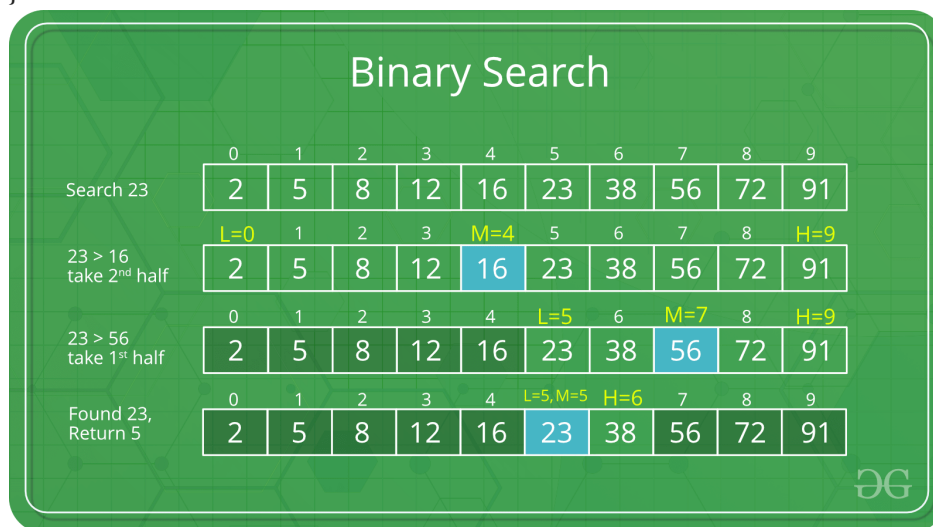 Binary Search
0 1 2 3 4 5 6 7 8 9
Search 23 2 5 8 12 16 23 38 56 72 91
L=0 1 2 3 M=4 5 6 7 8 H=9
23 > 16
take 2nd half
2 5 8 12 16 23 38 56 72 91
0 1 2 3 4 L=5 6 M=7 8 H=9
23 > 56
take 1st half
2 5 8 12 16 23 38 56 72 91
0 1 2 3 4 L=5, M=5 H=6 7 8 9
Found 23,
Return 5
2 5 8 12 16 23 38 56 72 91